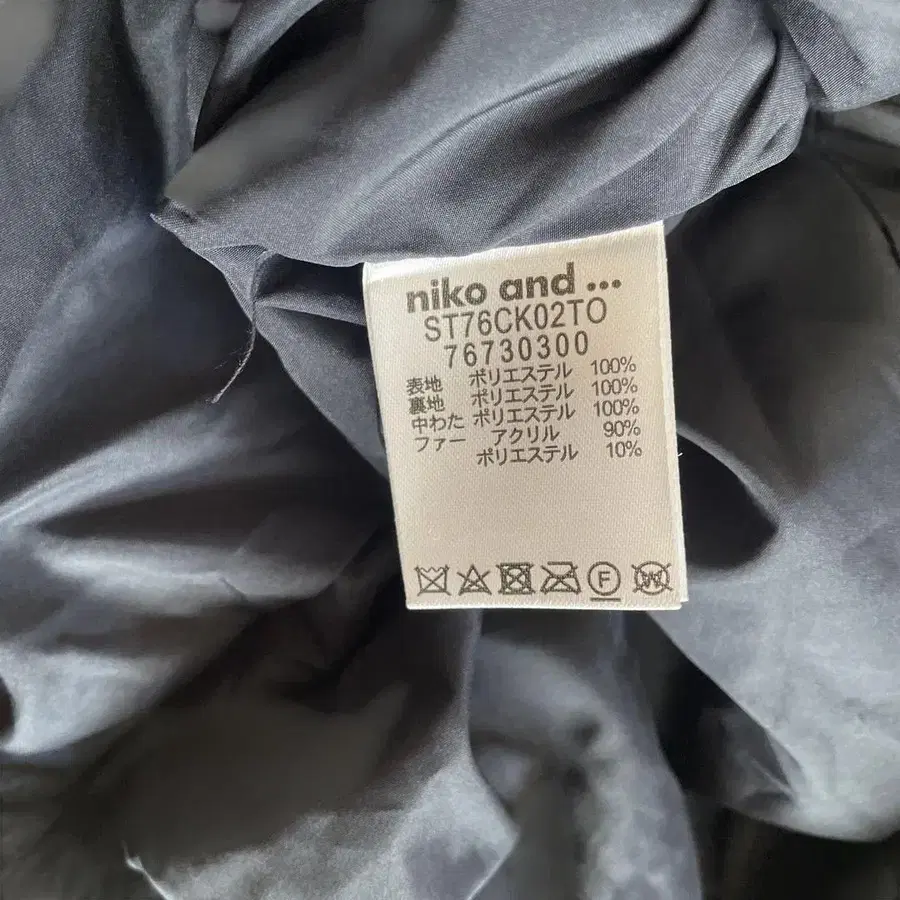 niko and ...
ST76CK02TO
76730300
表地 ポリエステル 100%
裏地 ポリエステル 100%
中わた ポリエステル 100%
ファー アクリル 90%
ポリエステル 10%
F W